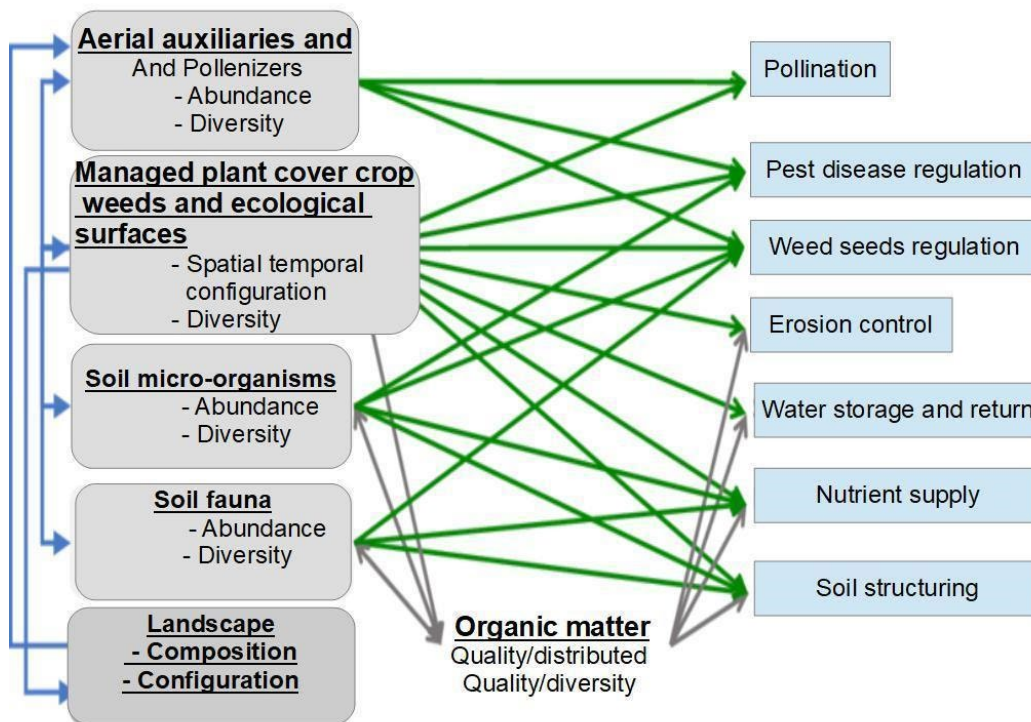 Aerial auxiliaries and
And Pollenizers
- Abundance
- Diversity
Managed plant cover crop
weeds and ecological
surfaces
- Spatial temporal
configuration
- Diversity
Soil micro-organisms
- Abundance
- Diversity
Soil fauna
- Abundance
- Diversity
Landscape
- Composition
- Configuration
Organic matter
Quality/distributed
Quality/diversity
Pollination
Pest disease regulation
Weed seeds regulation
Erosion control
Water storage and return
Nutrient supply
Soil structuring